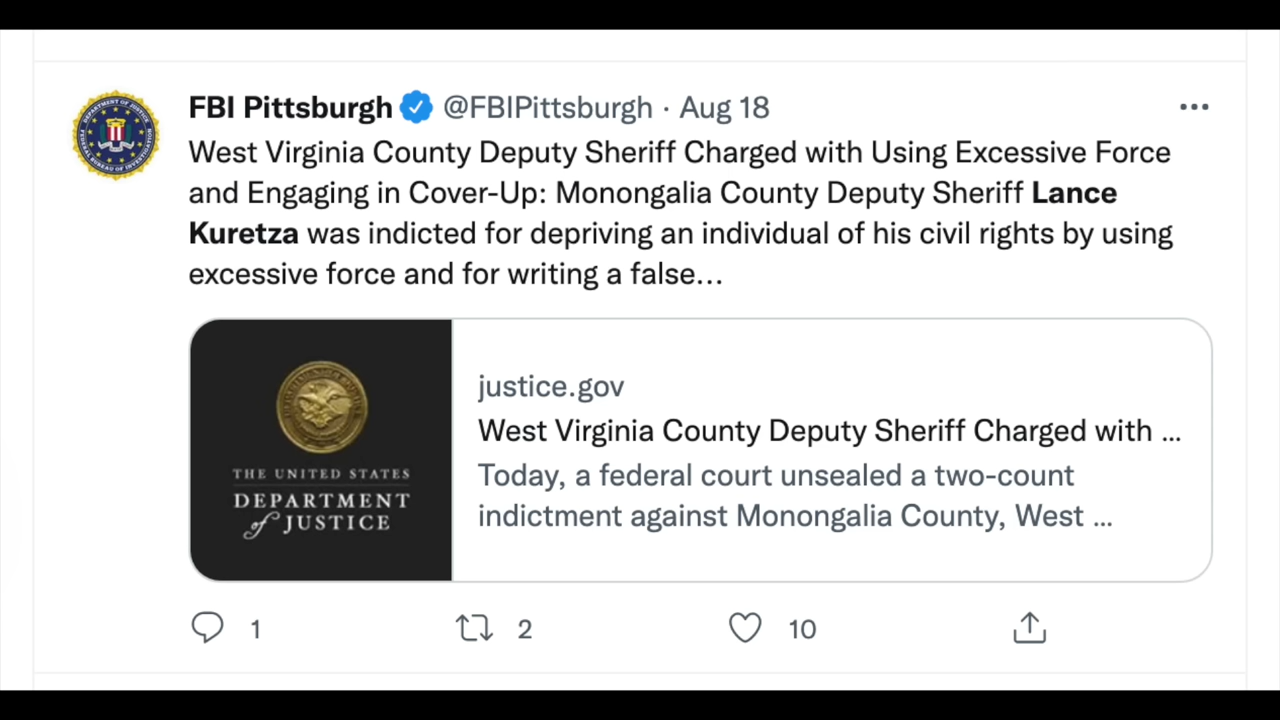 FBI Pittsburgh @FBIPittsburgh · Aug 18
West Virginia County Deputy Sheriff Charged with Using Excessive Force
and Engaging in Cover-Up: Monongalia County Deputy Sheriff Lance
Kuretza was indicted for depriving an individual of his civil rights by using
excessive force and for writing a false…
THE UNITED STATES
DEPARTMENT
of JUSTICE
justice.gov
West Virginia County Deputy Sheriff Charged with ...
Today, a federal court unsealed a two-count
indictment against Monongalia County, West ...
1 2 10